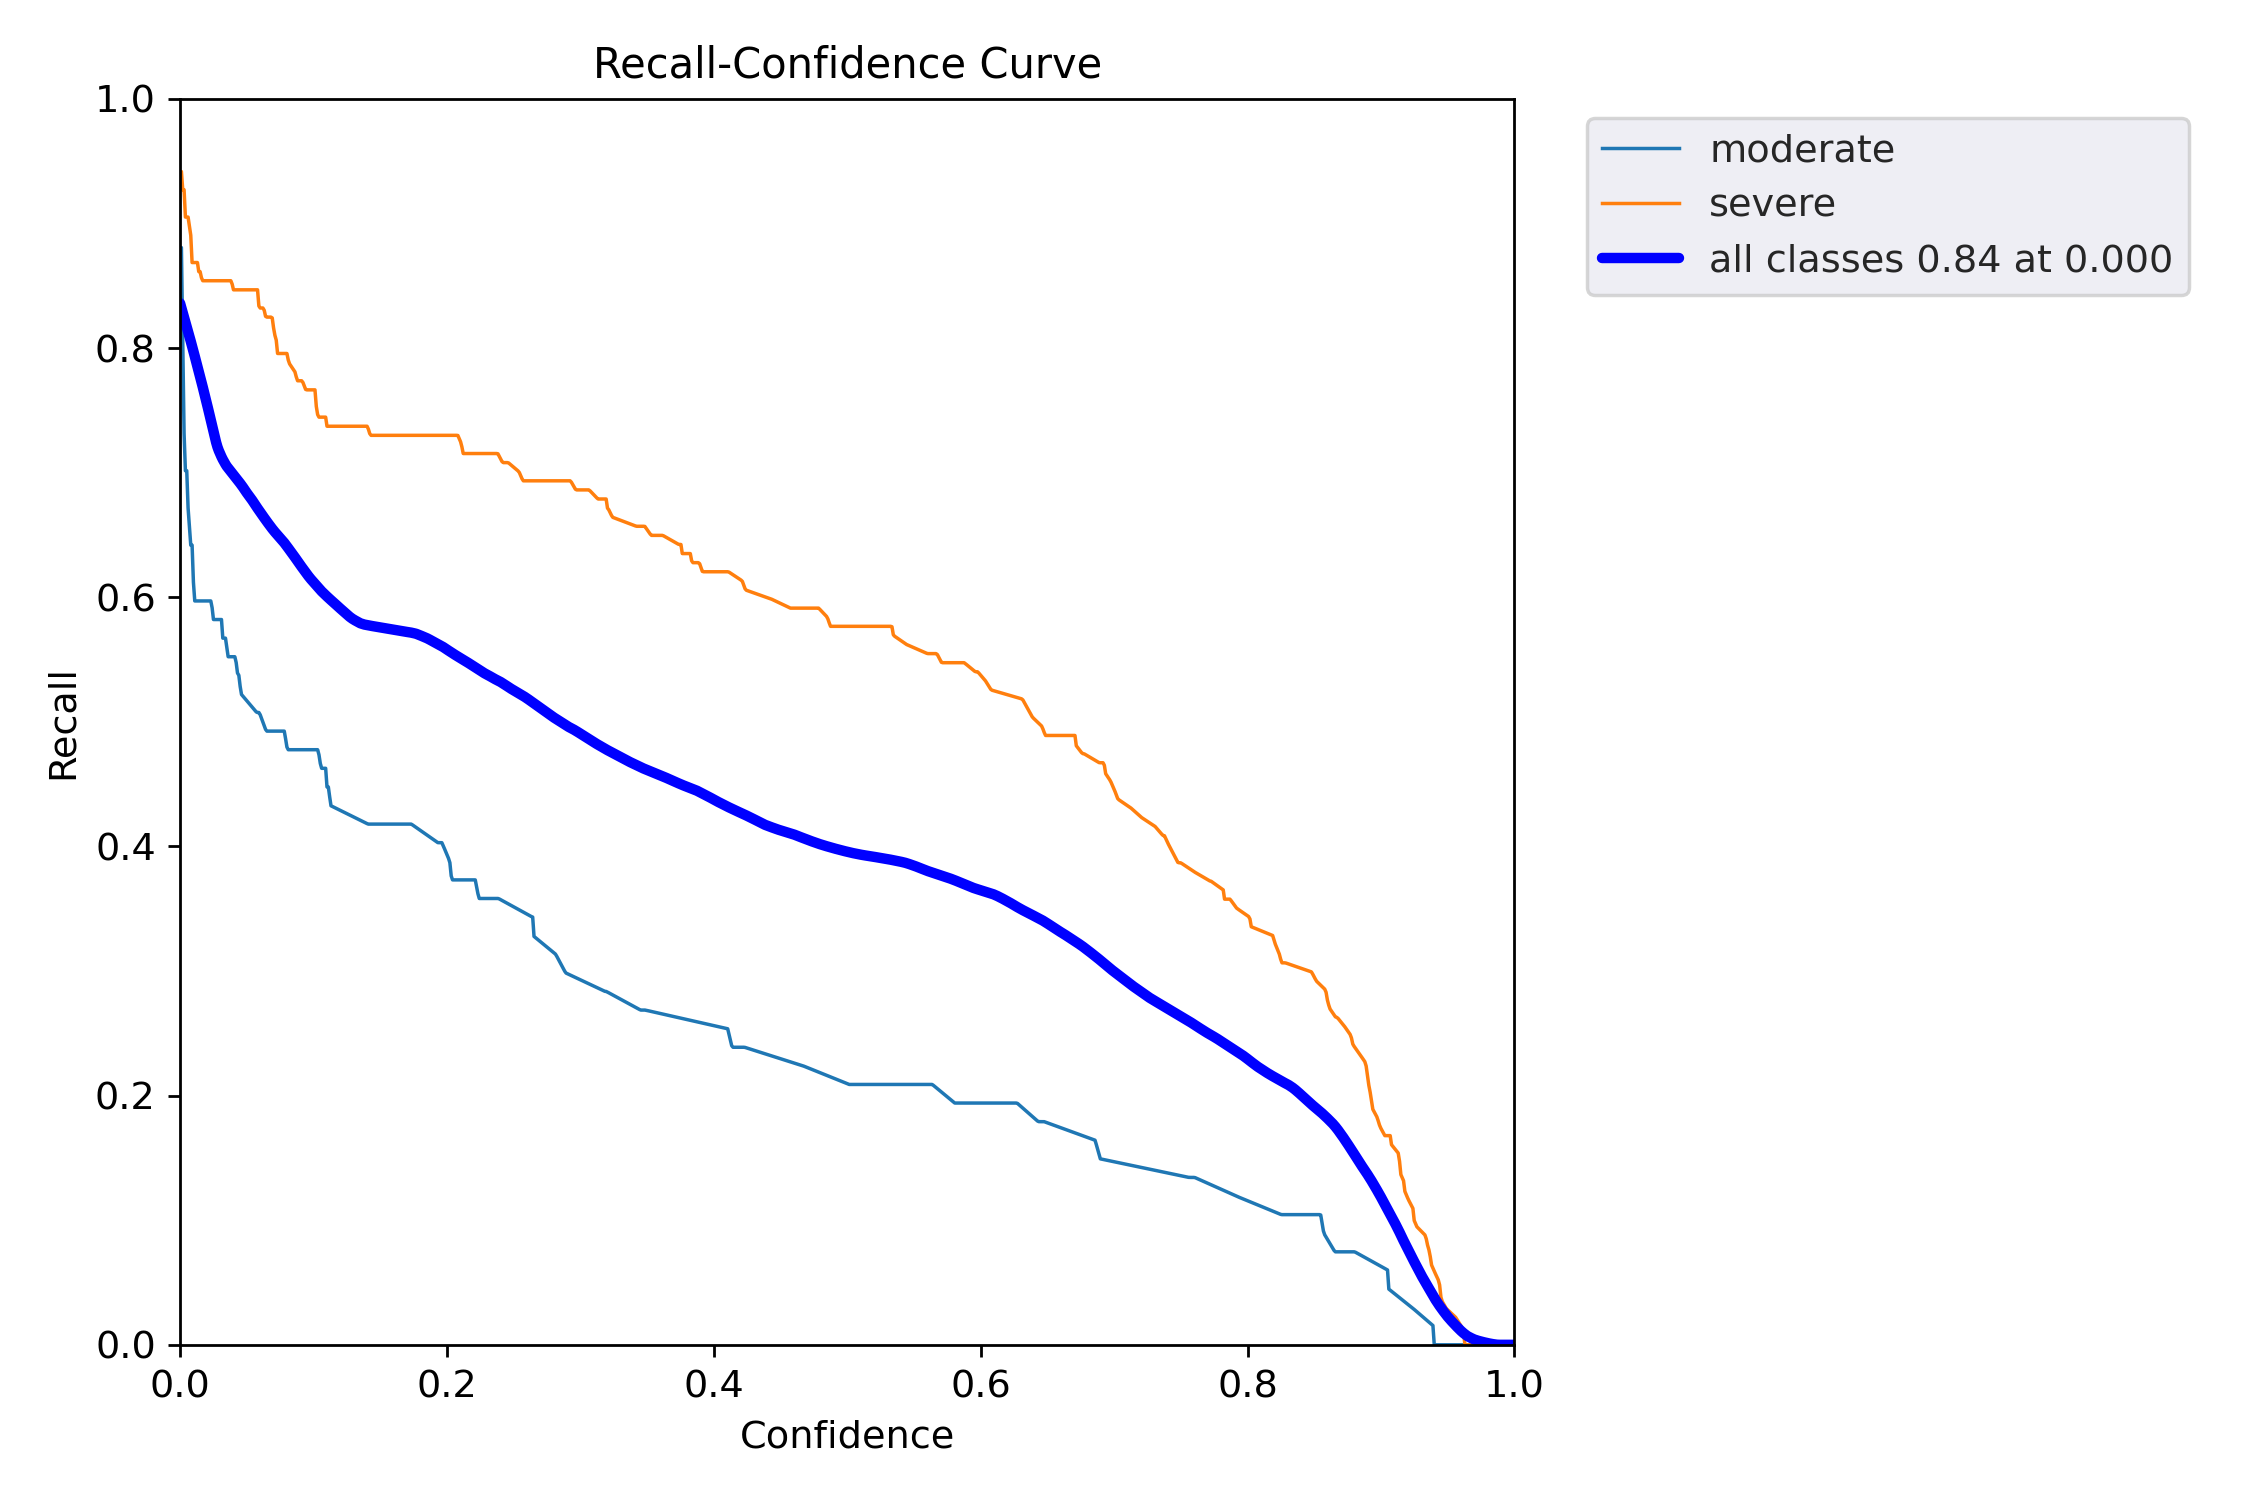 Recall-Confidence Curve
1.0
0.8
0.6
0.4
0.2
0.0
Recall
0.0 0.2 0.4 0.6 0.8 1.0
Confidence
moderate
severe
all classes 0.84 at 0.000